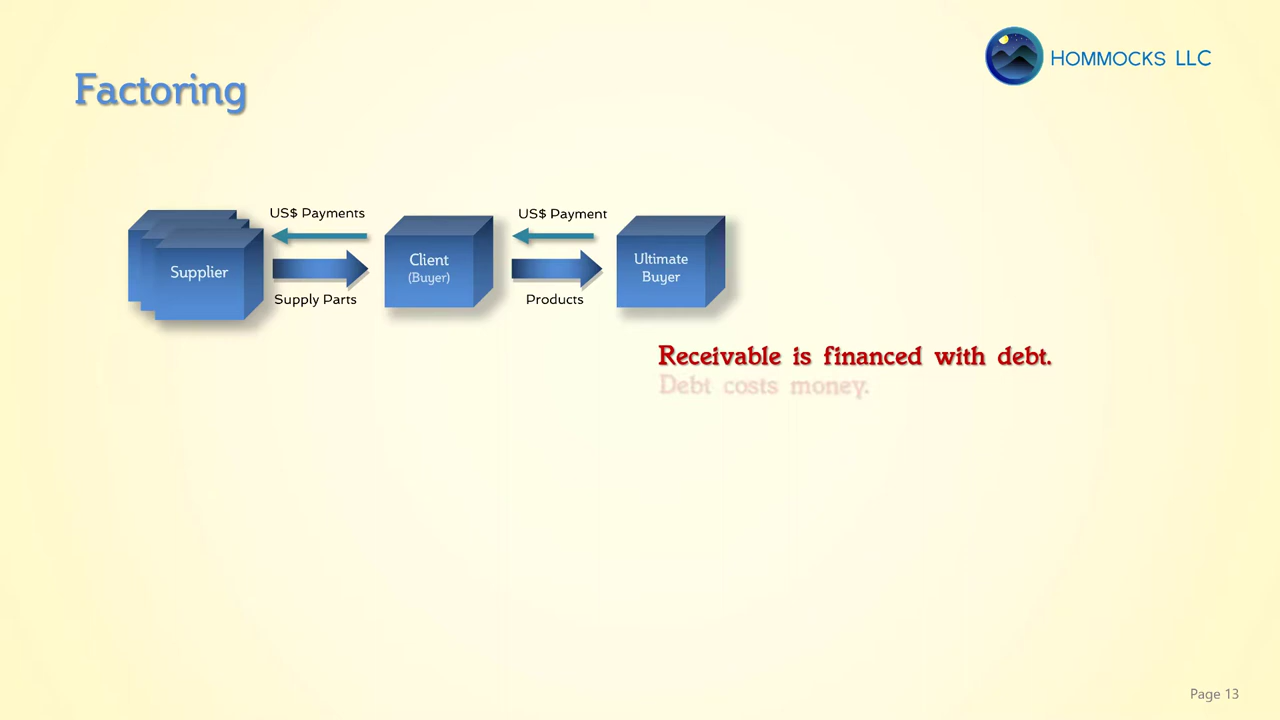 HOMMOCKS LLC
Factoring
US$ Payments
US$ Payment
Supplier
Client
(Buyer)
Ultimate
Buyer
Supply Parts
Products
Receivable is financed with debt.
Debt costs money.
Page 13